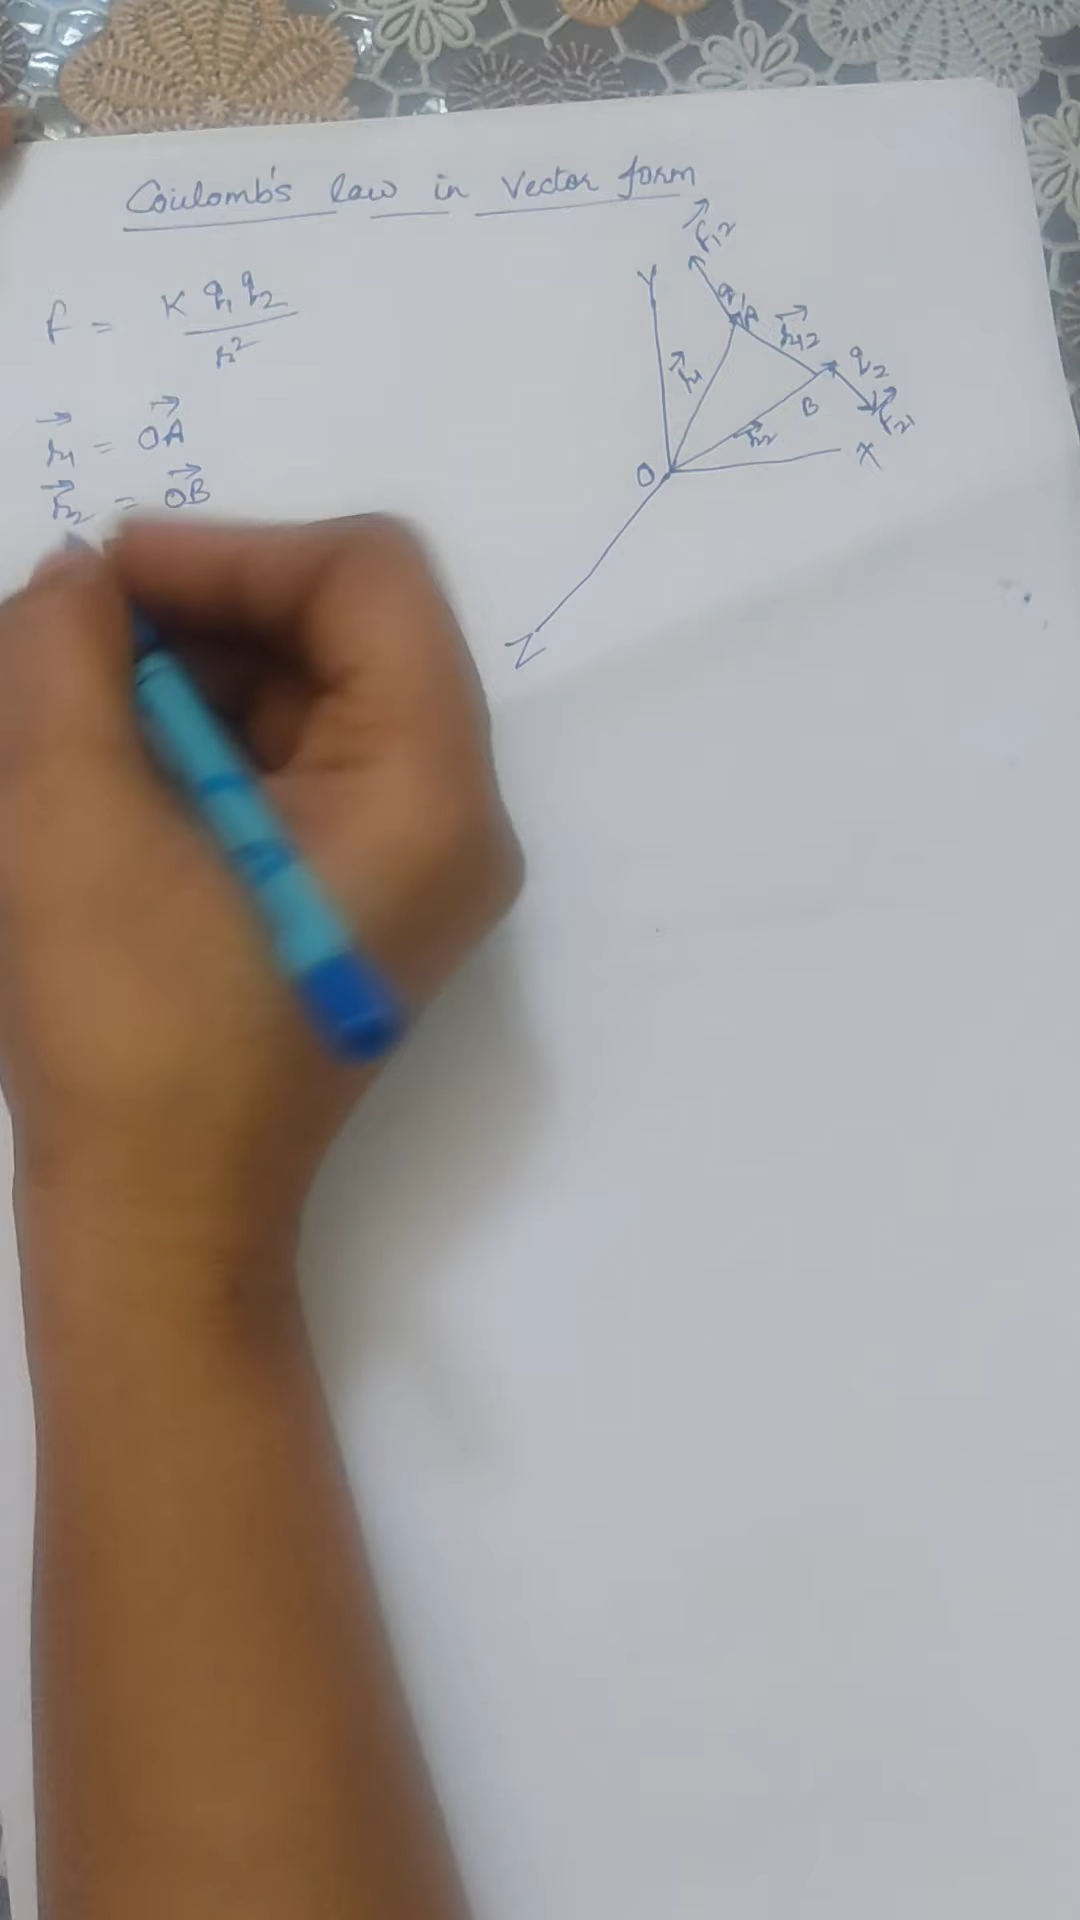 Coulomb's law in Vector form
F = K q₁ q₂ / r²
r₁⃗ = OA⃗
r₂⃗ = OB⃗
F₁₂⃗
Y
q₁
A
r₁₂⃗
q₂
r₁⃗
B
F₂₁⃗
r₂⃗
O
X
Z